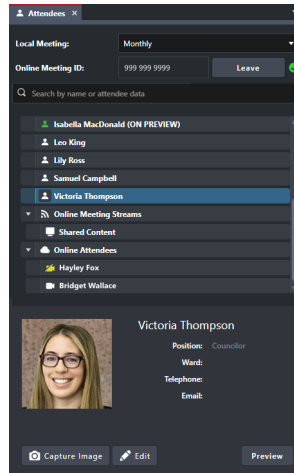 Attendees ×
Local Meeting: Monthly
Online Meeting ID: 999 999 9999 Leave
Search by name or attendee data
Isabella MacDonald (ON PREVIEW)
Leo King
Lily Ross
Samuel Campbell
Victoria Thompson
Online Meeting Streams
Shared Content
Online Attendees
Hayley Fox
Bridget Wallace
Victoria Thompson
Position: Councilor
Ward:
Telephone:
Email:
Capture Image Edit Preview